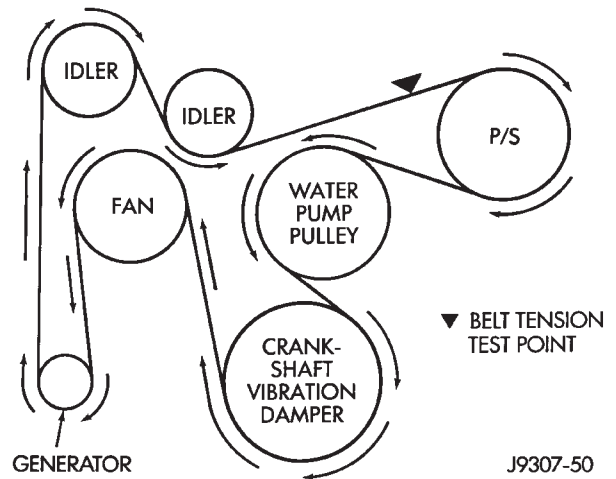 IDLER
IDLER
P/S
FAN
WATER
PUMP
PULLEY
▼ BELT TENSION
TEST POINT
CRANK-
SHAFT
VIBRATION
DAMPER
GENERATOR
J9307-50